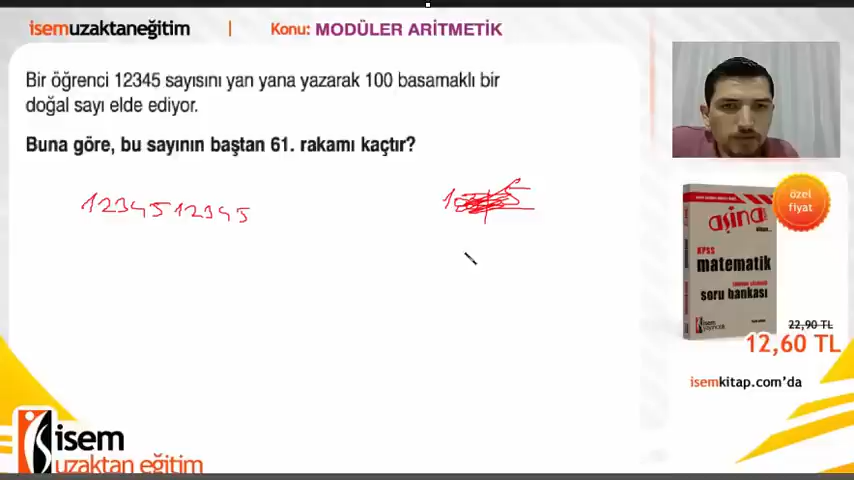 isemuzaktaneğitim | Konu: MODÜLER ARİTMETİK
Bir öğrenci 12345 sayısını yan yana yazarak 100 basamaklı bir
doğal sayı elde ediyor.
Buna göre, bu sayının baştan 61. rakamı kaçtır?
1234512345
özel
fiyat
aşina
KPSS
matematik
soru bankası
isem
yayıncılık
22,90 TL
12,60 TL
isemkitap.com'da
isem
uzaktan eğitim